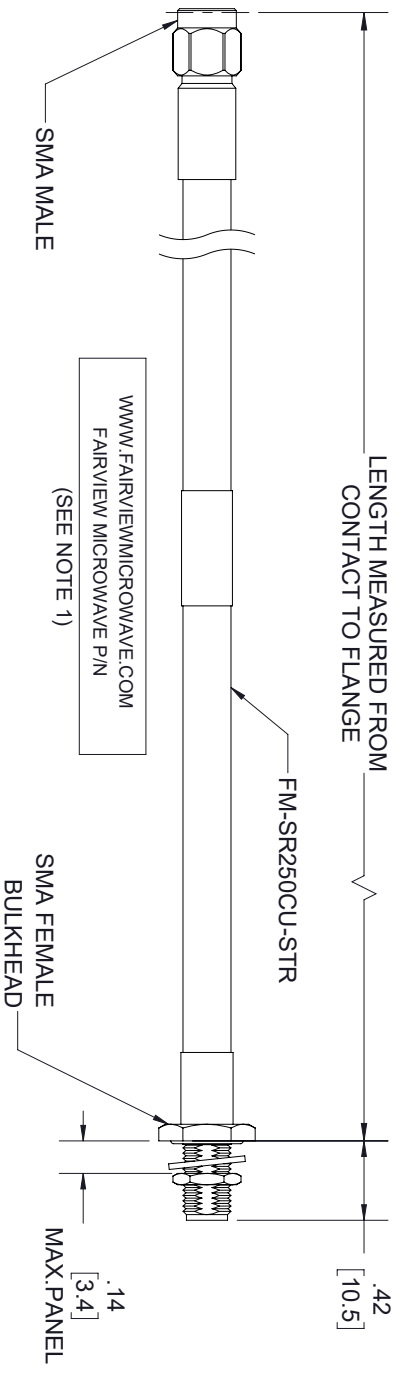 LENGTH MEASURED FROM
CONTACT TO FLANGE
.42
[10.5]
FM-SR250CU-STR
SMA MALE
WWW.FAIRVIEWMICROWAVE.COM
FAIRVIEW MICROWAVE P/N
(SEE NOTE 1)
SMA FEMALE
BULKHEAD
.14
[3.4]
MAX.PANEL